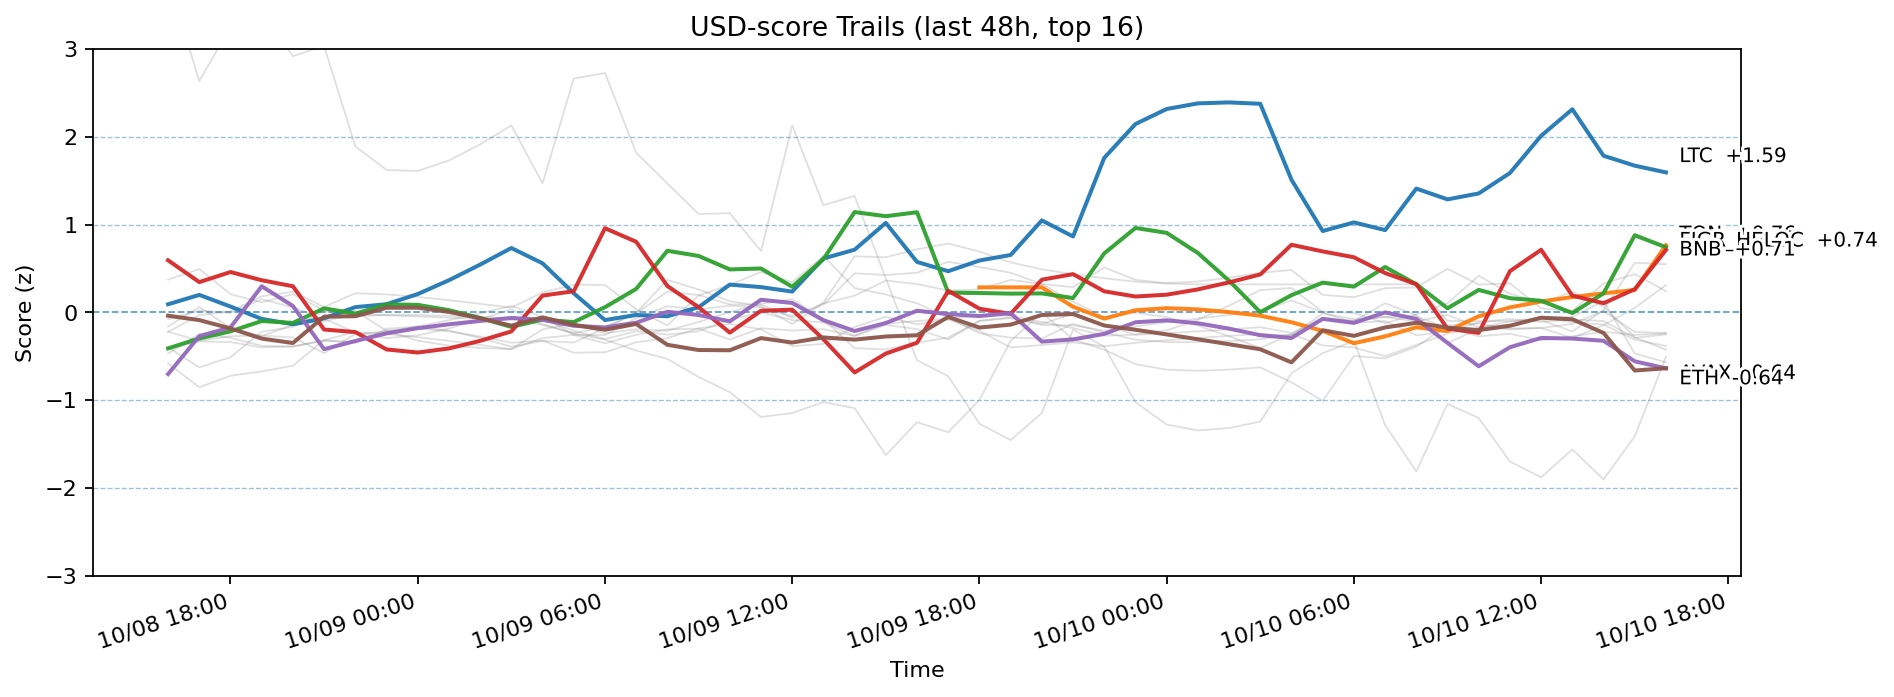 USD-score Trails (last 48h, top 16)
Score (z)
3
2
1
0
−1
−2
−3
LTC +1.59
+0.74
BNB +0.71
ETH -0.64
10/08 18:00
10/09 00:00
10/09 06:00
10/09 12:00
10/09 18:00
10/10 00:00
10/10 06:00
10/10 12:00
10/10 18:00
Time